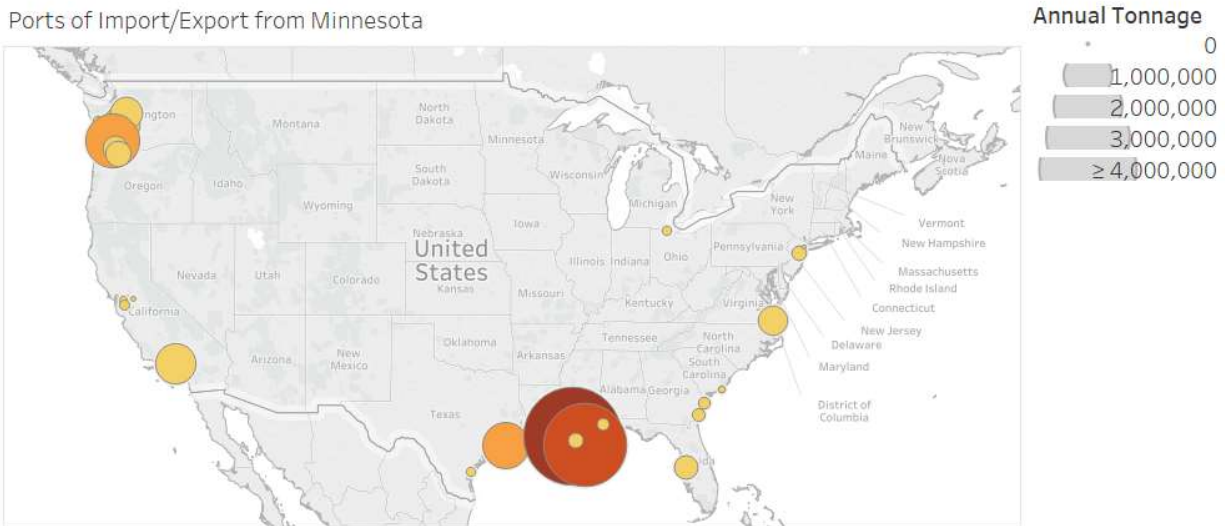 Ports of Import/Export from Minnesota
Annual Tonnage
0
1,000,000
2,000,000
3,000,000
≥ 4,000,000
ngton
North
Dakota
Montana
Minnesota
New
Brunswick
Maine
Nova
Scotia
South
Dakota
Wisconsin
Oregon
Idaho
Michigan
New
York
Wyoming
Vermont
Iowa
Nebraska
New Hampshire
United
States
Pennsylvania
Ohio
Illinois
Indiana
Nevada
Utah
Colorado
Kansas
Massachusetts
Rhode Island
Missouri
Kentucky
Virginia
Connecticut
California
New Jersey
Delaware
Oklahoma
Tennessee
North
Carolina
Arkansas
Arizona
New
Mexico
South
Carolina
Maryland
Alabama
Georgia
District of
Columbia
Texas
da